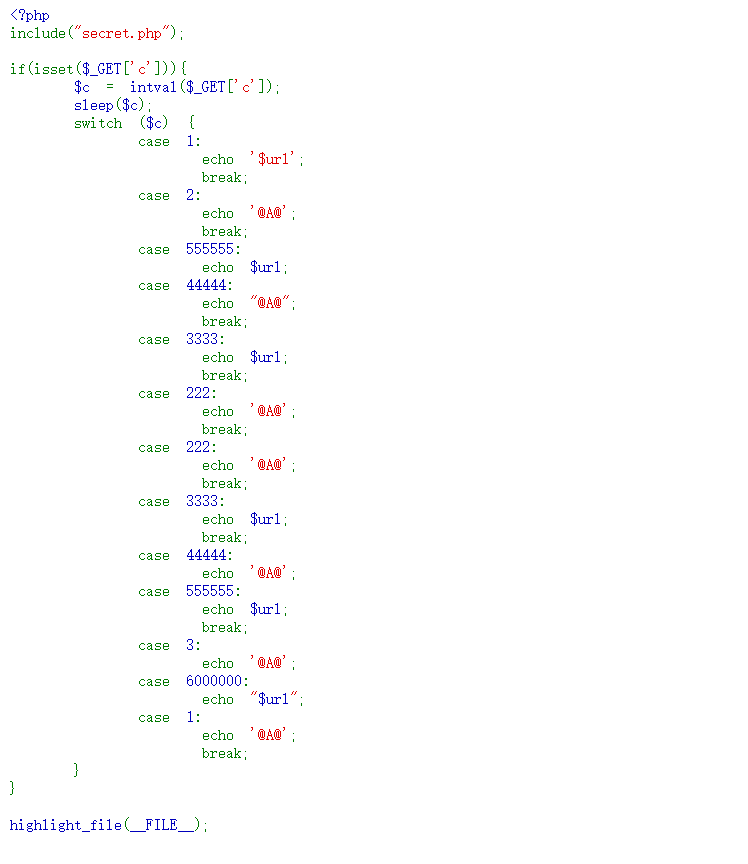 <?php
include("secret.php");
if(isset($_GET['c'])){
$c = intval($_GET['c']);
sleep($c);
switch ($c) {
case 1:
echo '$url';
break;
case 2:
echo '@A@';
break;
case 555555:
echo $url;
case 44444:
echo "@A@";
break;
case 3333:
echo $url;
break;
case 222:
echo '@A@';
break;
case 222:
echo '@A@';
break;
case 3333:
echo $url;
break;
case 44444:
echo '@A@';
case 555555:
echo $url;
break;
case 3:
echo '@A@';
case 6000000:
echo "$url";
case 1:
echo '@A@';
break;
}
}
highlight_file(__FILE__);